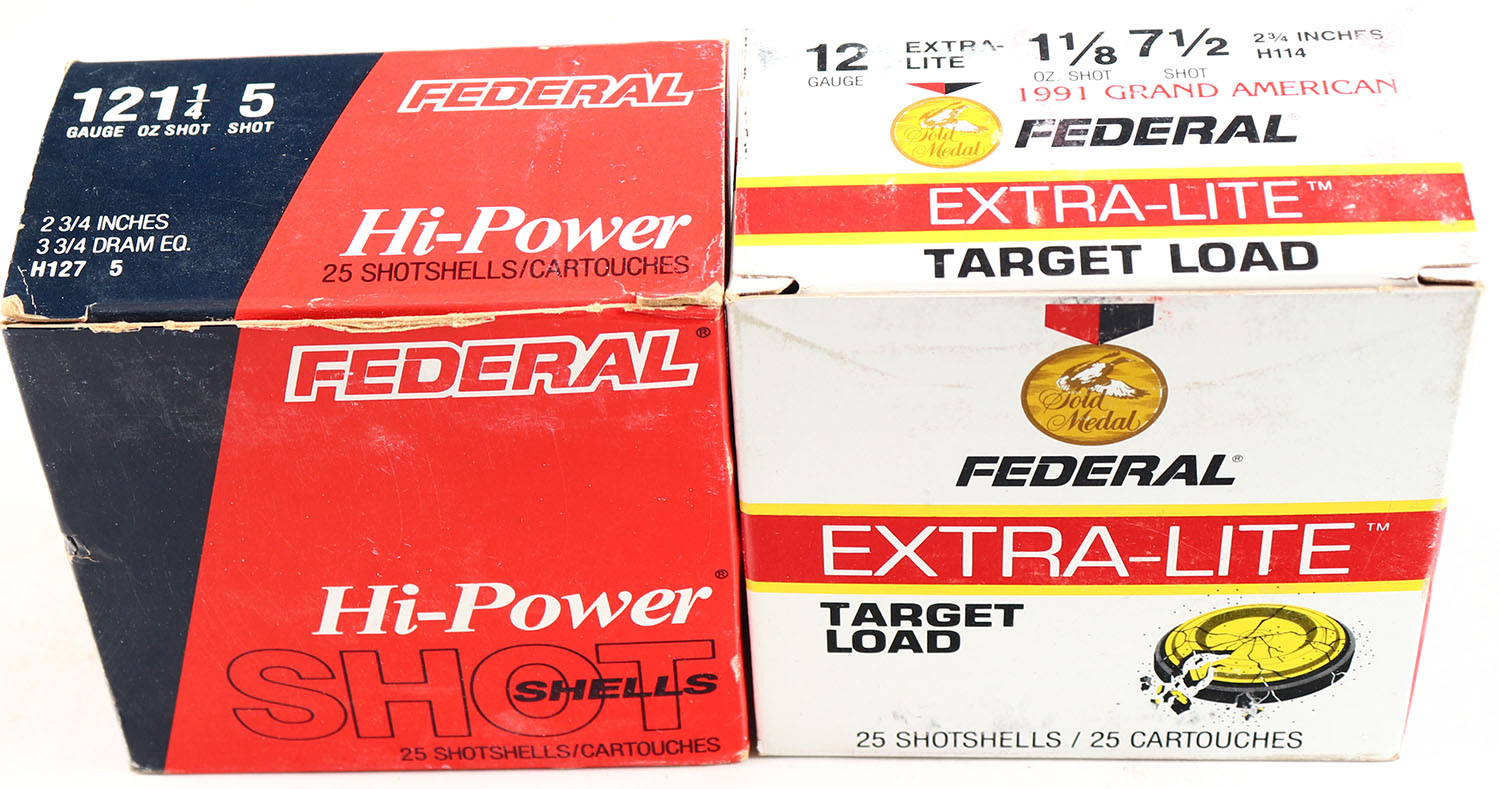 12 1 1/4 5
GAUGE OZ SHOT SHOT
FEDERAL
2 3/4 INCHES
3 3/4 DRAM EQ.
H127 5
Hi-Power
25 SHOTSHELLS/CARTOUCHES
FEDERAL®
Hi-Power®
SHOT
SHELLS
25 SHOTSHELLS/CARTOUCHES
12 EXTRA-LITE 1 1/8 7 1/2 2 3/4 INCHES
GAUGE OZ. SHOT SHOT H114
1991 GRAND AMERICAN
Gold Medal
FEDERAL®
EXTRA-LITE™
TARGET LOAD
Gold
Medal
FEDERAL®
EXTRA-LITE™
TARGET
LOAD
25 SHOTSHELLS / 25 CARTOUCHES